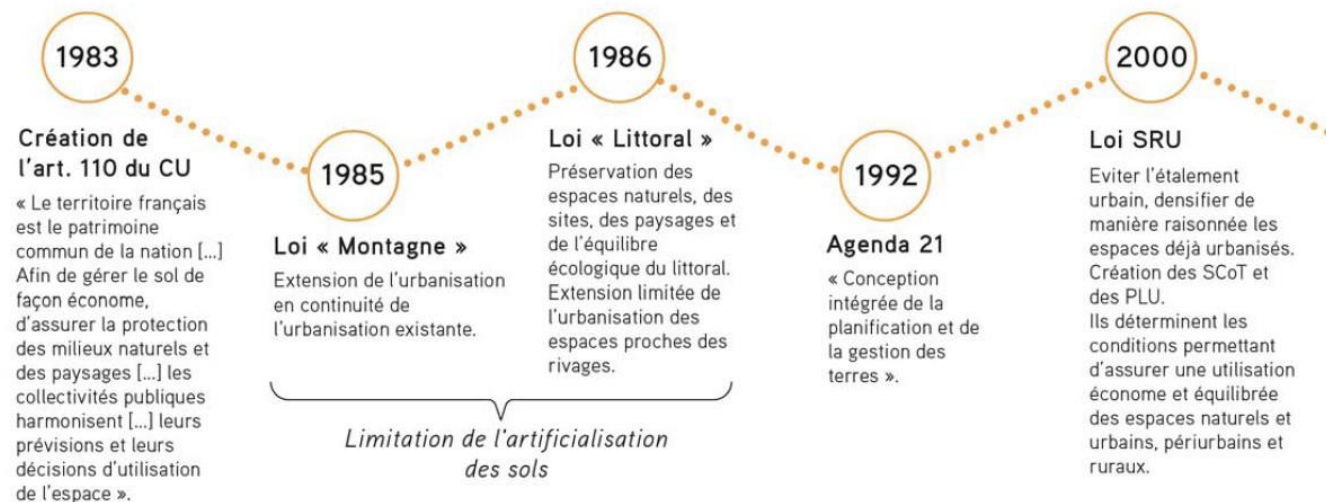 1983
Création de
l'art. 110 du CU
« Le territoire français
est le patrimoine
commun de la nation [...]
Afin de gérer le sol de
façon économe,
d'assurer la protection
des milieux naturels et
des paysages [...] les
collectivités publiques
harmonisent [...] leurs
prévisions et leurs
décisions d'utilisation
de l'espace ».
1985
Loi « Montagne »
Extension de l'urbanisation
en continuité de
l'urbanisation existante.
1986
Loi « Littoral »
Préservation des
espaces naturels, des
sites, des paysages et
de l'équilibre
écologique du littoral.
Extension limitée de
l'urbanisation des
espaces proches des
rivages.
Limitation de l'artificialisation
des sols
1992
Agenda 21
« Conception
intégrée de la
planification et de
la gestion des
terres ».
2000
Loi SRU
Eviter l'étalement
urbain, densifier de
manière raisonnée les
espaces déjà urbanisés.
Création des SCoT et
des PLU.
Ils déterminent les
conditions permettant
d'assurer une utilisation
économe et équilibrée
des espaces naturels et
urbains, périurbains et
ruraux.